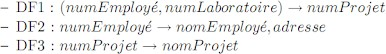 – DF1 : (numEmployé, numLaboratoire) → numProjet
– DF2 : numEmployé → nomEmployé, adresse
– DF3 : numProjet → nomProjet